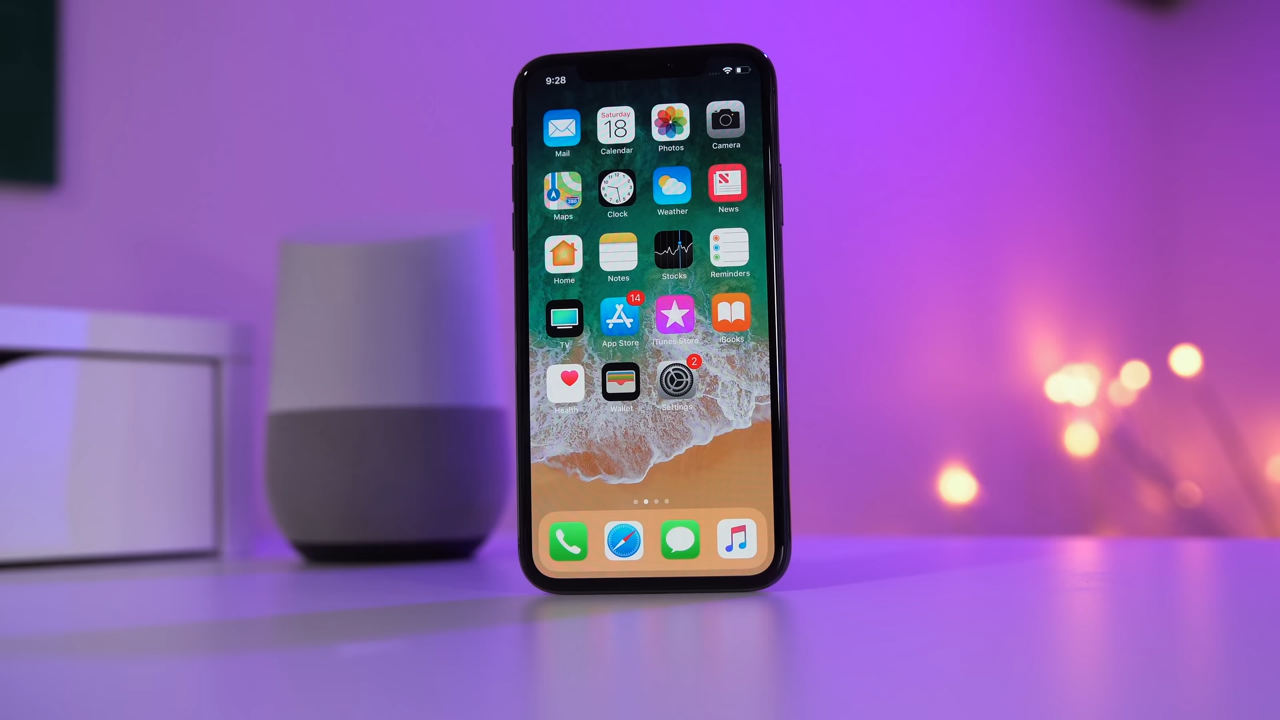 9:28
Mail
Saturday
18
Calendar
Photos
Camera
Maps
280
Clock
Weather
News
Home
Notes
Stocks
Reminders
TV
14
App Store
iTunes Store
iBooks
Health
Wallet
2
Settings